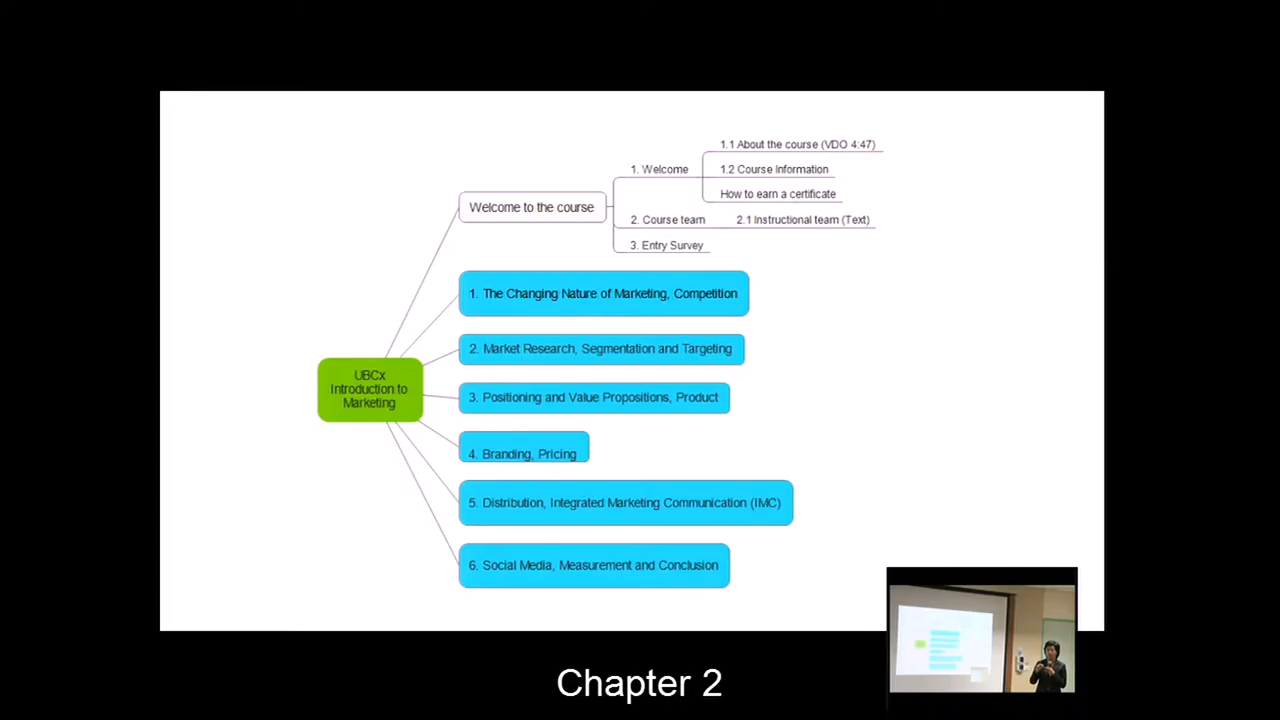 1.1 About the course (VDO 4:47)
1. Welcome
1.2 Course Information
How to earn a certificate
Welcome to the course
2. Course team
2.1 Instructional team (Text)
3. Entry Survey
1. The Changing Nature of Marketing, Competition
2. Market Research, Segmentation and Targeting
UBCx
Introduction to
Marketing
3. Positioning and Value Propositions, Product
4. Branding, Pricing
5. Distribution, Integrated Marketing Communication (IMC)
6. Social Media, Measurement and Conclusion
Chapter 2